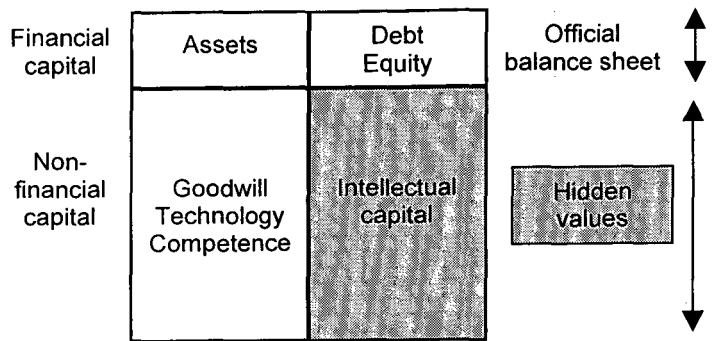 Financial
capital
Assets
Debt
Equity
Official
balance sheet
Non-
financial
capital
Goodwill
Technology
Competence
Intellectual
capital
Hidden
values